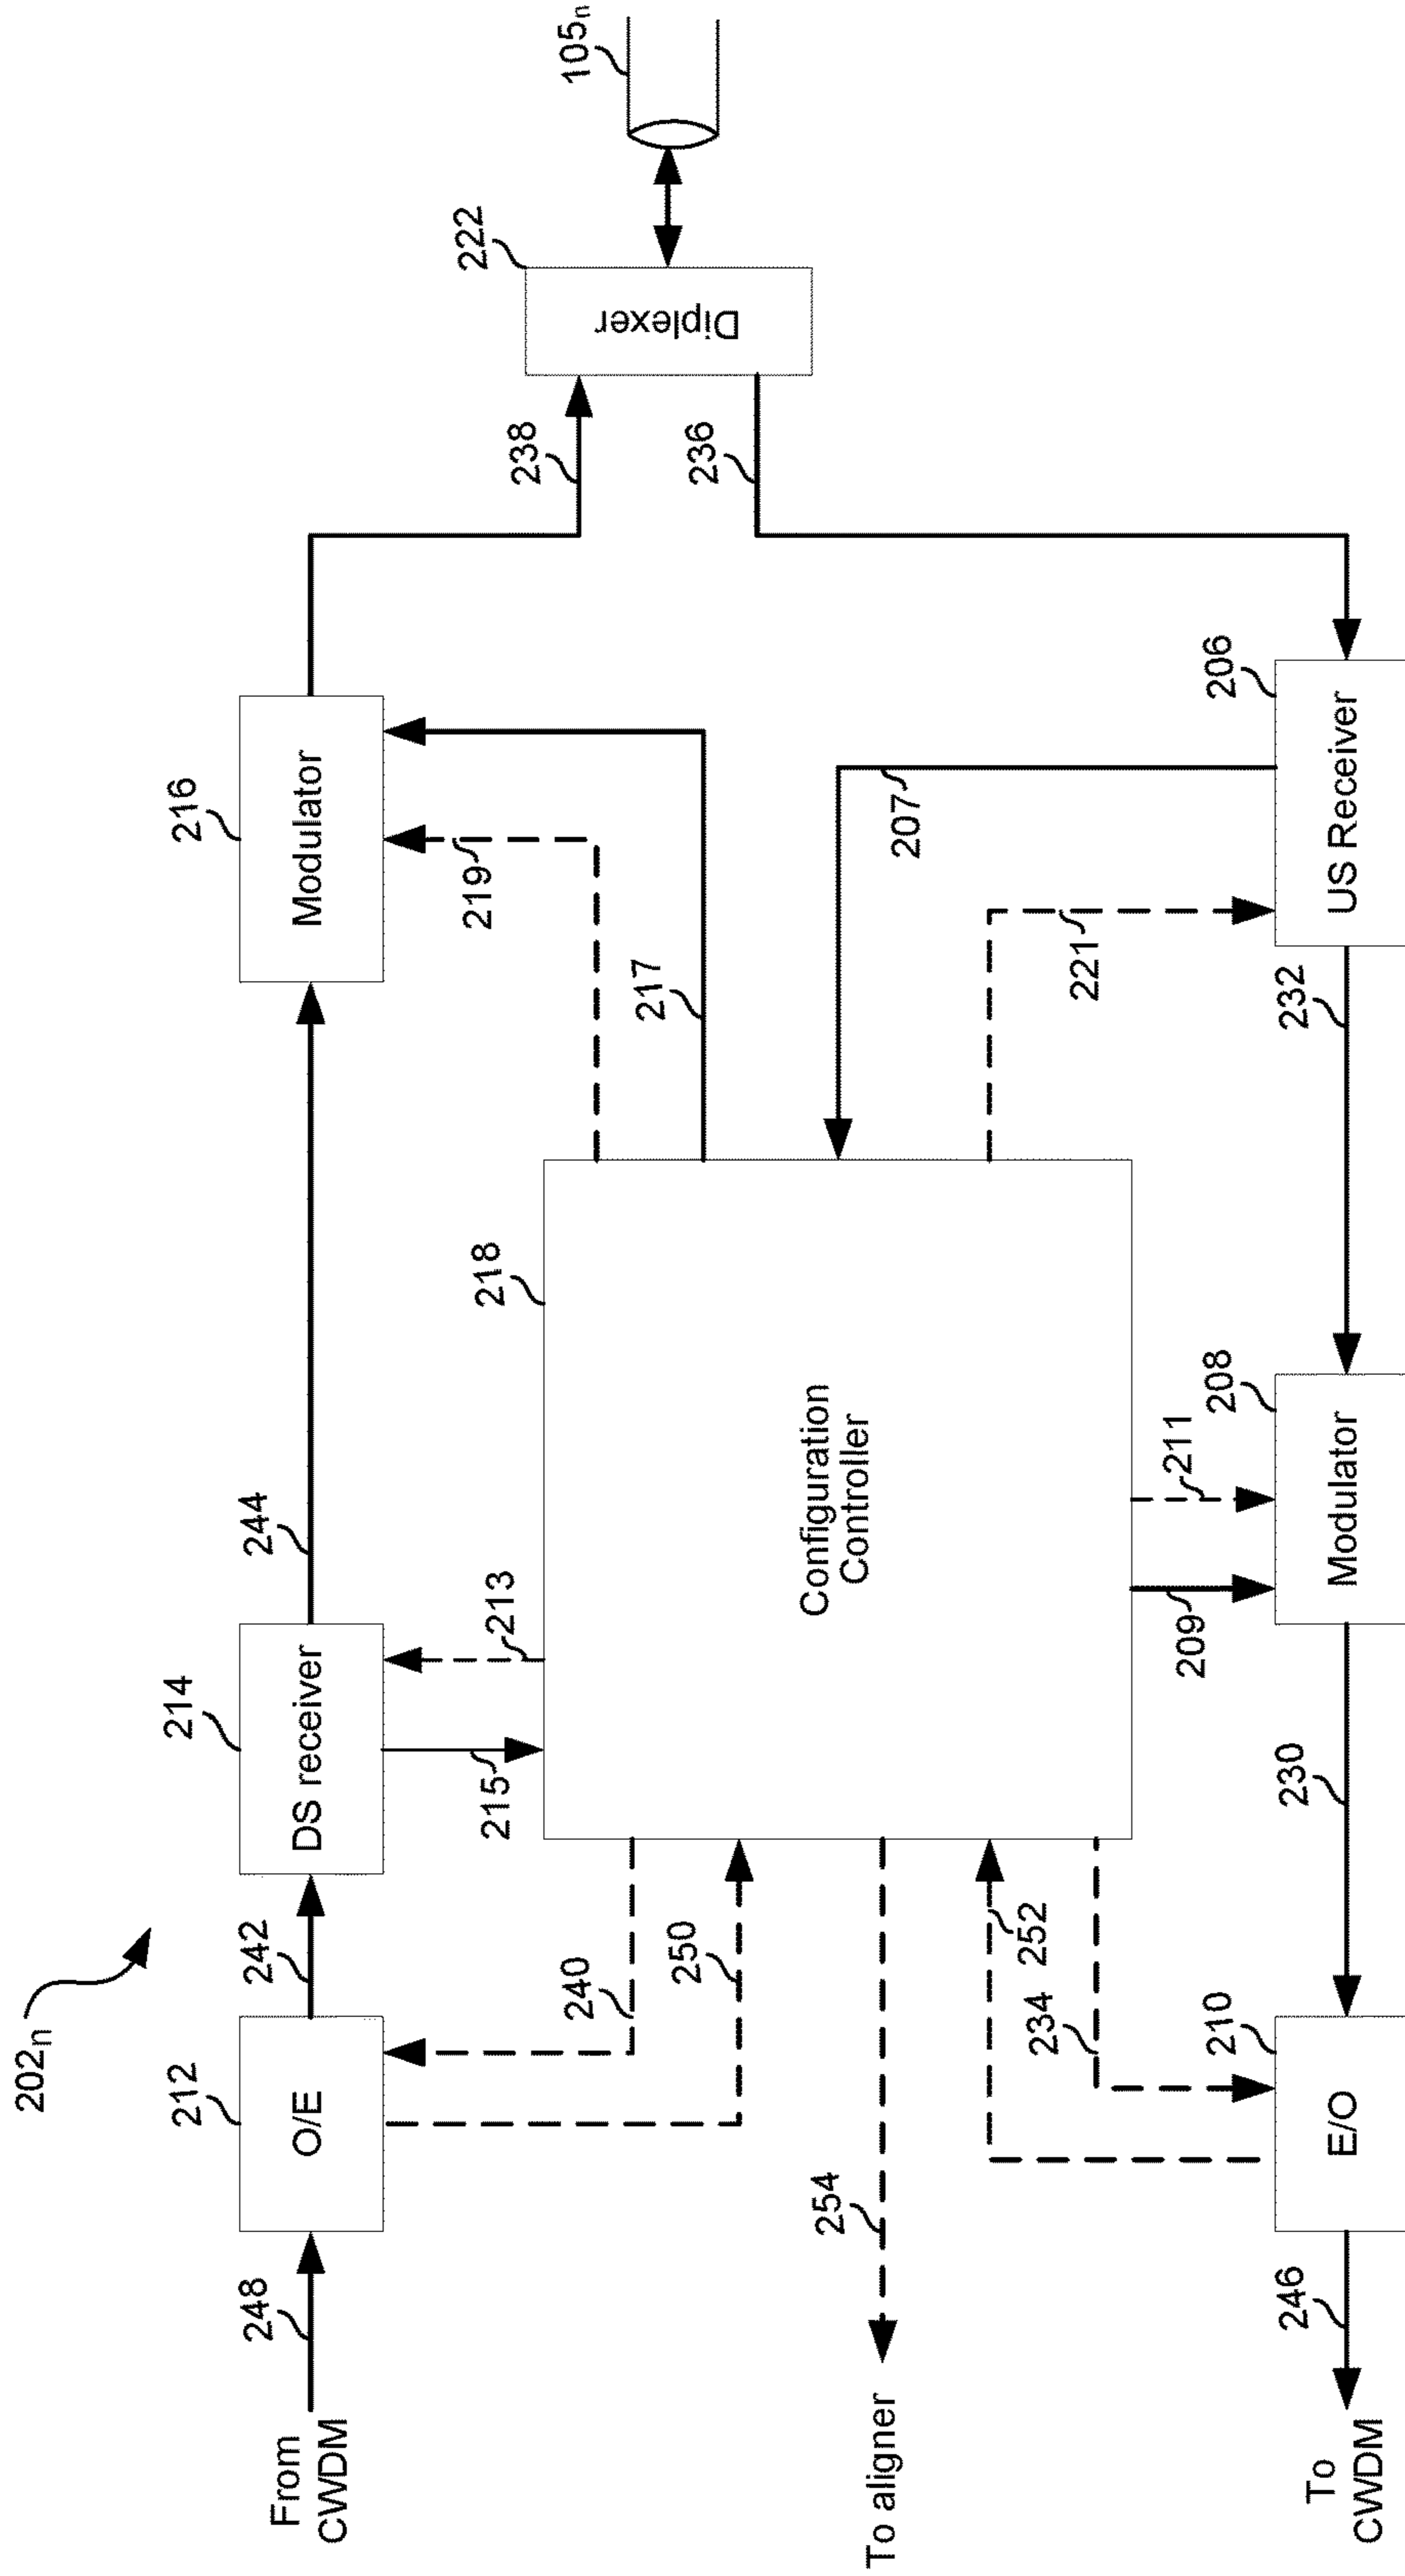 202n
From
CWDM
248
212
O/E
242
214
DS receiver
244
216
Modulator
238
222
Diplexer
105n
240
250
215
213
218
Configuration
Controller
219
217
207
221
236
To aligner
254
252
234
209
211
To
CWDM
246
210
E/O
230
208
Modulator
232
206
US Receiver